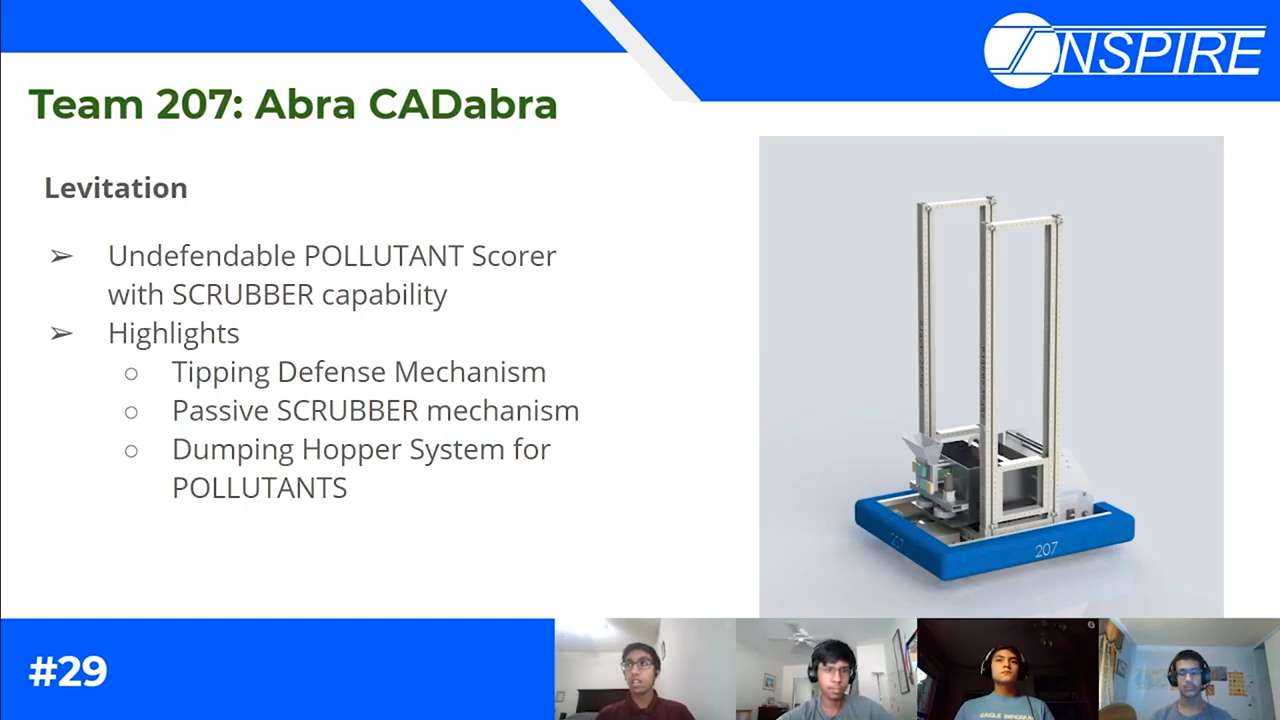 INSPIRE
Team 207: Abra CADabra
Levitation
➢ Undefendable POLLUTANT Scorer
with SCRUBBER capability
➢ Highlights
○ Tipping Defense Mechanism
○ Passive SCRUBBER mechanism
○ Dumping Hopper System for
POLLUTANTS
207
207
#29